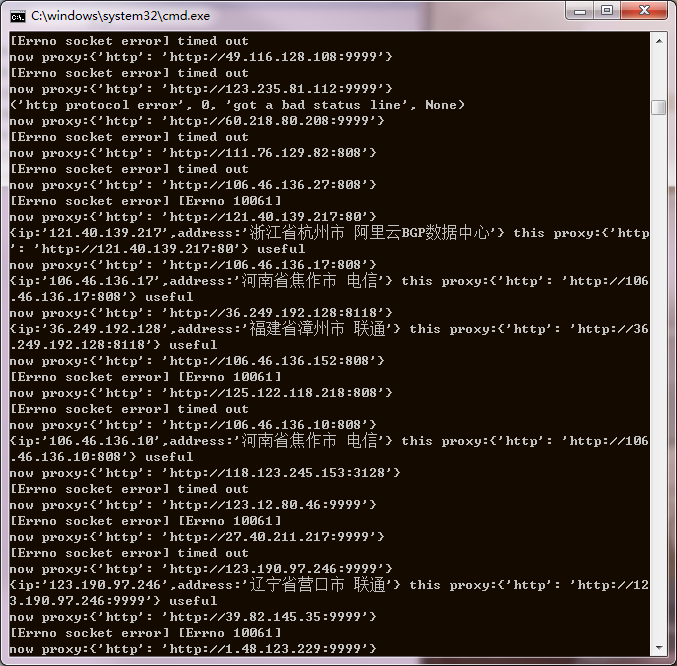 C:\windows\system32\cmd.exe
[Errno socket error] timed out
now proxy:{'http': 'http://49.116.128.108:9999'}
[Errno socket error] timed out
now proxy:{'http': 'http://123.235.81.112:9999'}
('http protocol error', 0, 'got a bad status line', None)
now proxy:{'http': 'http://60.218.80.208:9999'}
[Errno socket error] timed out
now proxy:{'http': 'http://111.76.129.82:808'}
[Errno socket error] timed out
now proxy:{'http': 'http://106.46.136.27:808'}
[Errno socket error] [Errno 10061]
now proxy:{'http': 'http://121.40.139.217:80'}
{ip:'121.40.139.217',address:'浙江省杭州市 阿里云BGP数据中心'} this proxy:{'http
': 'http://121.40.139.217:80'} useful
now proxy:{'http': 'http://106.46.136.17:808'}
{ip:'106.46.136.17',address:'河南省焦作市 电信'} this proxy:{'http': 'http://106
.46.136.17:808'} useful
now proxy:{'http': 'http://36.249.192.128:8118'}
{ip:'36.249.192.128',address:'福建省漳州市 联通'} this proxy:{'http': 'http://36
.249.192.128:8118'} useful
now proxy:{'http': 'http://106.46.136.152:808'}
[Errno socket error] [Errno 10061]
now proxy:{'http': 'http://125.122.118.218:808'}
[Errno socket error] timed out
now proxy:{'http': 'http://106.46.136.10:808'}
{ip:'106.46.136.10',address:'河南省焦作市 电信'} this proxy:{'http': 'http://106
.46.136.10:808'} useful
now proxy:{'http': 'http://118.123.245.153:3128'}
[Errno socket error] timed out
now proxy:{'http': 'http://123.12.80.46:9999'}
[Errno socket error] [Errno 10061]
now proxy:{'http': 'http://27.40.211.217:9999'}
[Errno socket error] timed out
now proxy:{'http': 'http://123.190.97.246:9999'}
{ip:'123.190.97.246',address:'辽宁省营口市 联通'} this proxy:{'http': 'http://12
3.190.97.246:9999'} useful
now proxy:{'http': 'http://39.82.145.35:9999'}
[Errno socket error] [Errno 10061]
now proxy:{'http': 'http://1.48.123.229:9999'}